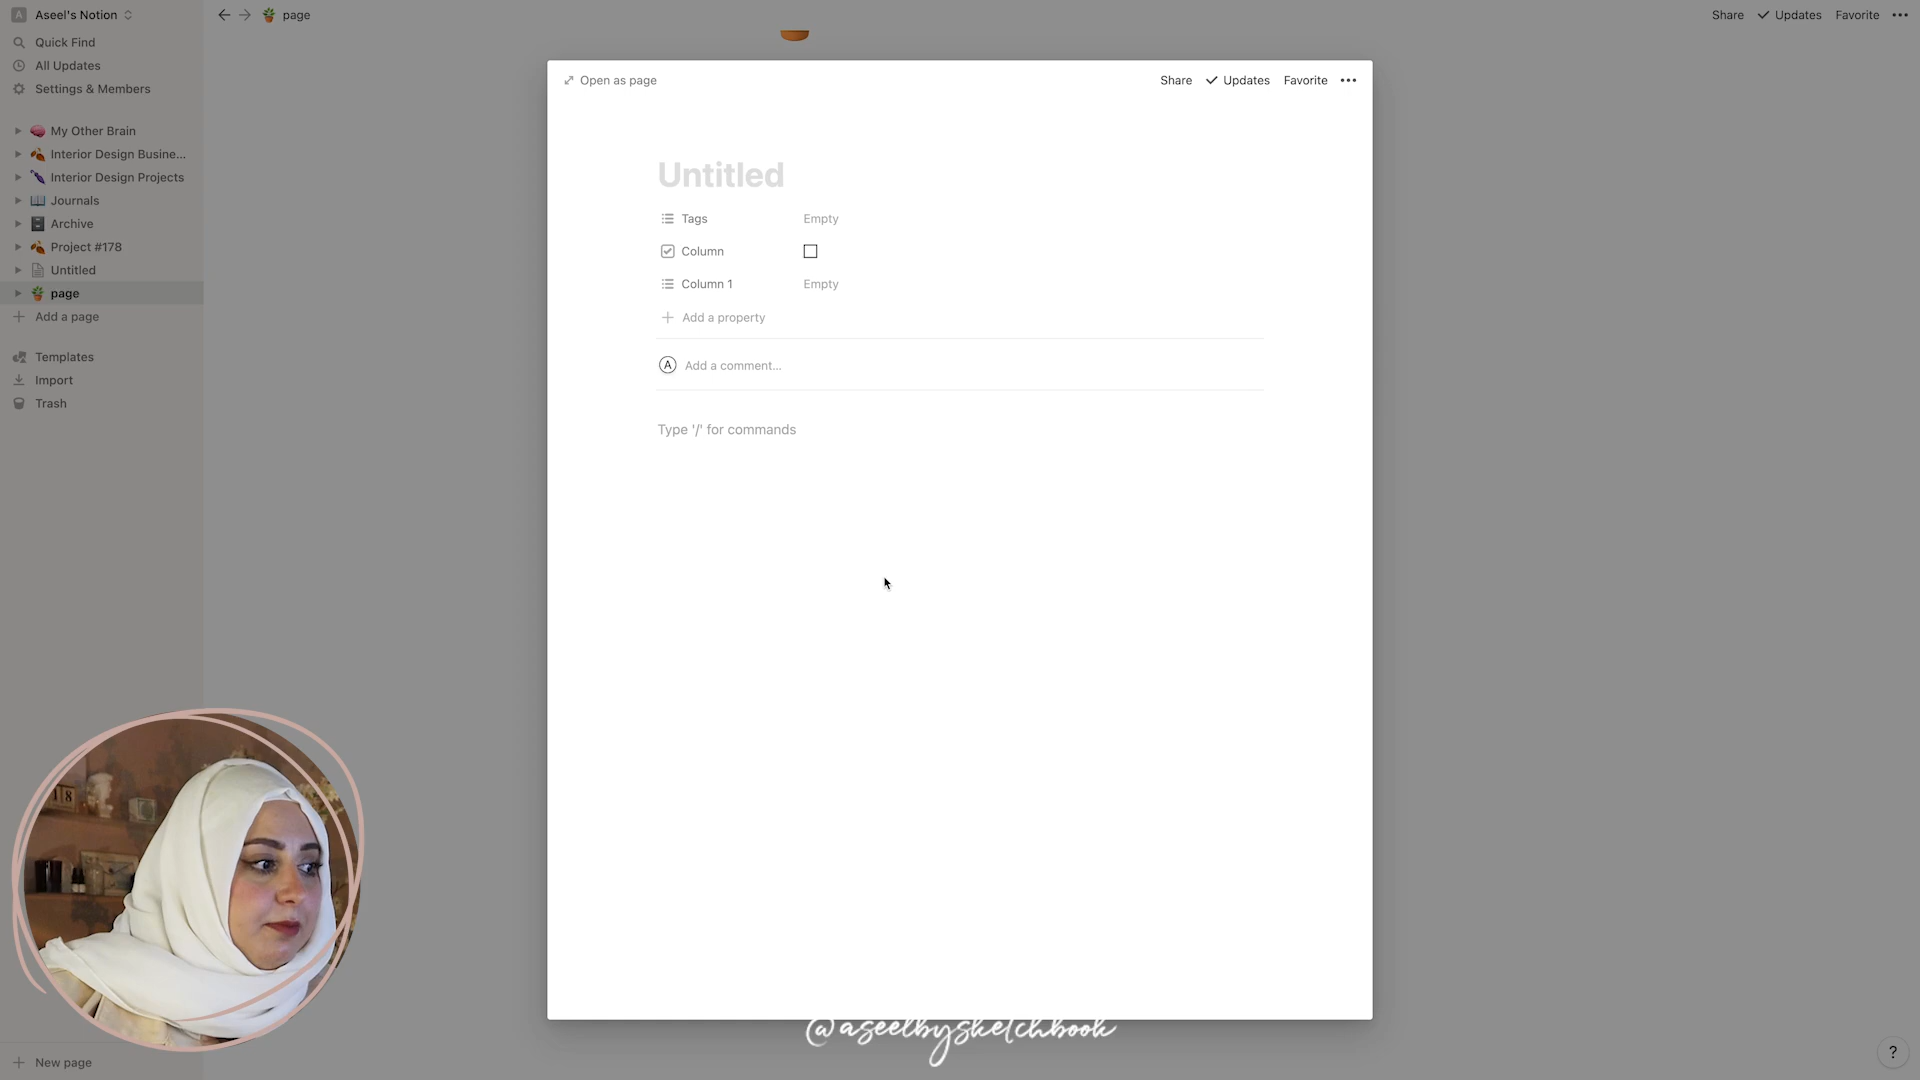 A Aseel's Notion
Quick Find
All Updates
Settings & Members
My Other Brain
Interior Design Busine...
Interior Design Projects
Journals
Archive
Project #178
Untitled
page
Add a page
Templates
Import
Trash
New page
page
Share Updates Favorite
Open as page
Share Updates Favorite
Untitled
Tags Empty
Column
Column 1 Empty
Add a property
A Add a comment...
Type '/' for commands
18
@aseelbysketchbook
?